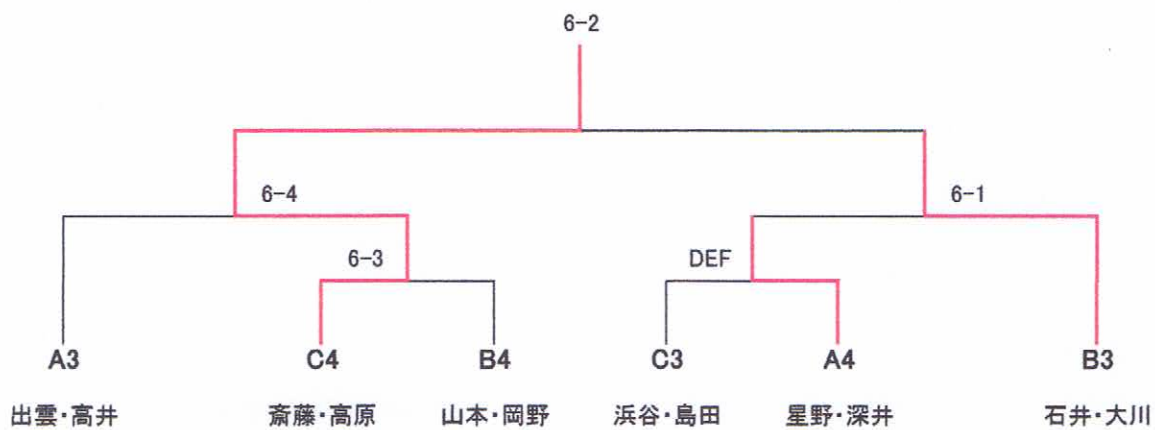 6-2
6-4
6-1
6-3
DEF
A3
C4
B4
C3
A4
B3
出雲・高井
斎藤・高原
山本・岡野
浜谷・島田
星野・深井
石井・大川